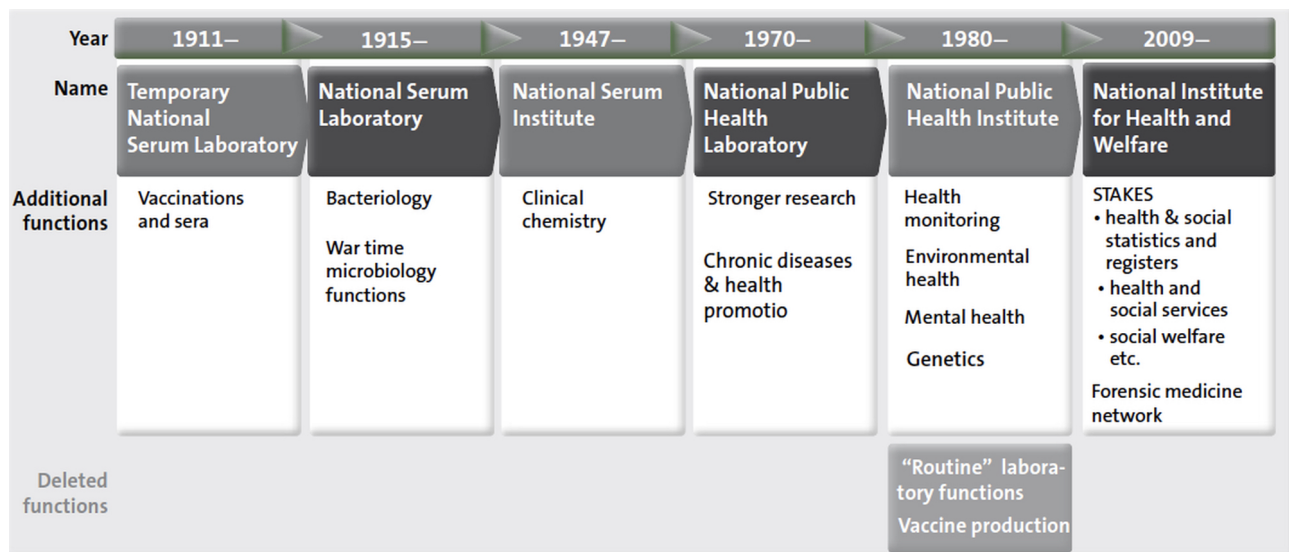 Year
1911–
1915–
1947–
1970–
1980–
2009–
Name
Temporary
National
Serum Laboratory
National Serum
Laboratory
National Serum
Institute
National Public
Health
Laboratory
National Public
Health Institute
National Institute
for Health and
Welfare
Additional
functions
Vaccinations
and sera
Bacteriology
War time
microbiology
functions
Clinical
chemistry
Stronger research
Chronic diseases
& health
promotio
Health
monitoring
Environmental
health
Mental health
Genetics
STAKES
• health & social
statistics and
registers
• health and
social services
• social welfare
etc.
Forensic medicine
network
Deleted
functions
“Routine” labora-
tory functions
Vaccine production